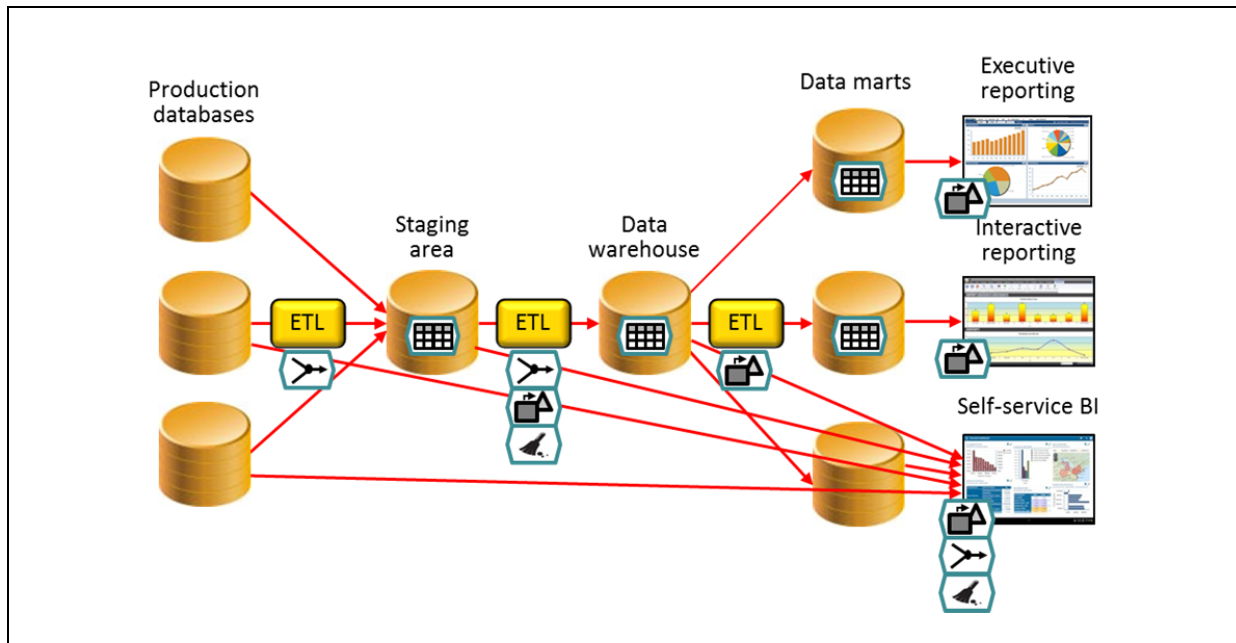 Production
databases
Staging
area
Data
warehouse
Data marts
Executive
reporting
Interactive
reporting
Self-service BI
ETL
ETL
ETL